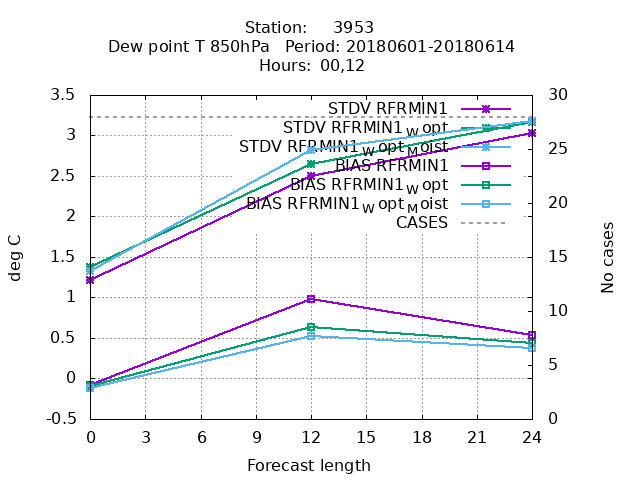 Station: 3953
Dew point T 850hPa Period: 20180601-20180614
Hours: 00,12
3.5
3
2.5
2
1.5
1
0.5
0
-0.5
deg C
30
25
20
15
10
5
0
No cases
STDV RFRMIN1
STDV RFRMIN1_W opt
STDV RFRMIN1_W opt_M oist
BIAS RFRMIN1
BIAS RFRMIN1_W opt
BIAS RFRMIN1_W opt_M oist
CASES
0 3 6 9 12 15 18 21 24
Forecast length